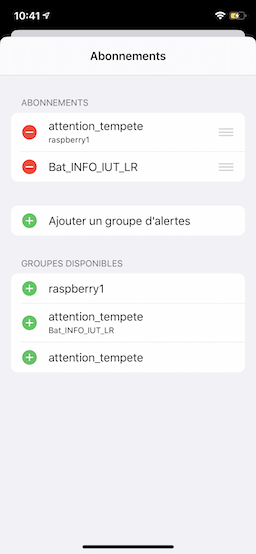 10:41
Abonnements
ABONNEMENTS
attention_tempete
raspberry1
Bat_INFO_IUT_LR
Ajouter un groupe d'alertes
GROUPES DISPONIBLES
raspberry1
attention_tempete
Bat_INFO_IUT_LR
attention_tempete